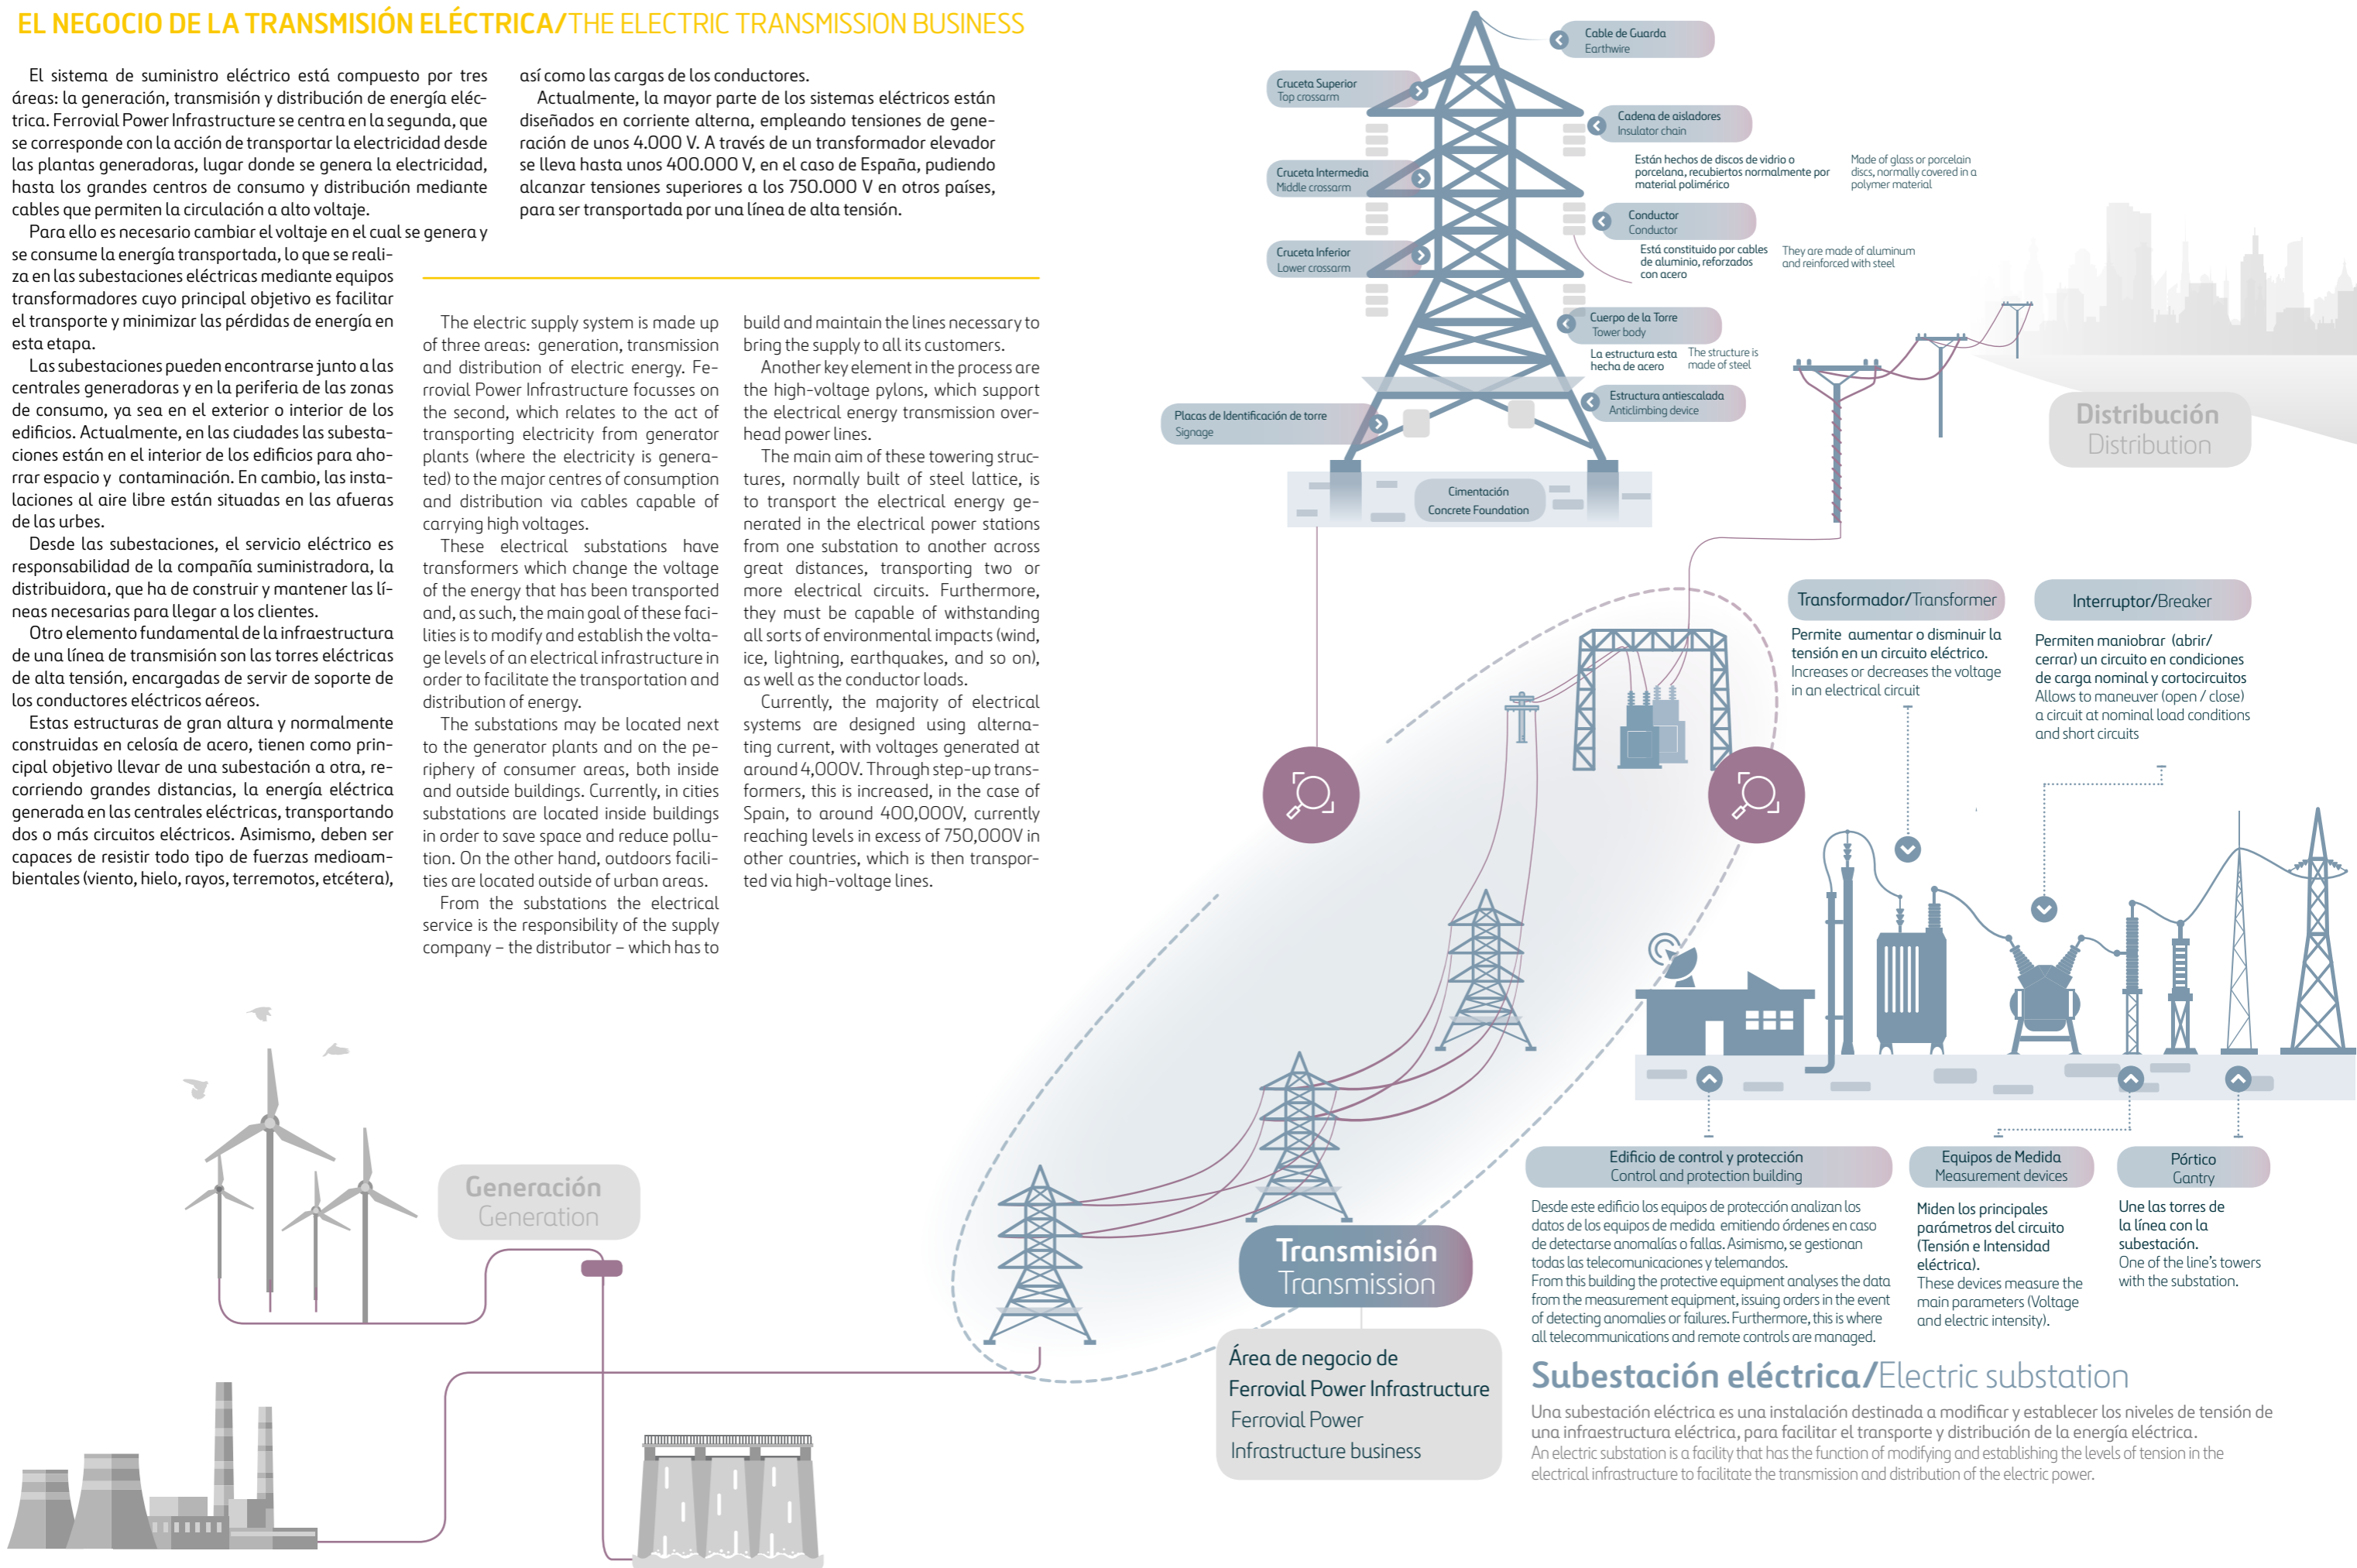 EL NEGOCIO DE LA TRANSMISIÓN ELÉCTRICA/THE ELECTRIC TRANSMISSION BUSINESS
El sistema de suministro eléctrico está compuesto por tres
áreas: la generación, transmisión y distribución de energía eléc-
trica. Ferrovial Power Infrastructure se centra en la segunda, que
se corresponde con la acción de transportar la electricidad desde
las plantas generadoras, lugar donde se genera la electricidad,
hasta los grandes centros de consumo y distribución mediante
cables que permiten la circulación a alto voltaje.
Para ello es necesario cambiar el voltaje en el cual se genera y
se consume la energía transportada, lo que se reali-
za en las subestaciones eléctricas mediante equipos
transformadores cuyo principal objetivo es facilitar
el transporte y minimizar las pérdidas de energía en
esta etapa.
Las subestaciones pueden encontrarse junto a las
centrales generadoras y en la periferia de las zonas
de consumo, ya sea en el exterior o interior de los
edificios. Actualmente, en las ciudades las subesta-
ciones están en el interior de los edificios para aho-
rrar espacio y contaminación. En cambio, las insta-
laciones al aire libre están situadas en las afueras
de las urbes.
Desde las subestaciones, el servicio eléctrico es
responsabilidad de la compañía suministradora, la
distribuidora, que ha de construir y mantener las lí-
neas necesarias para llegar a los clientes.
Otro elemento fundamental de la infraestructura
de una línea de transmisión son las torres eléctricas
de alta tensión, encargadas de servir de soporte de
los conductores eléctricos aéreos.
Estas estructuras de gran altura y normalmente
construidas en celosía de acero, tienen como prin-
cipal objetivo llevar de una subestación a otra, re-
corriendo grandes distancias, la energía eléctrica
generada en las centrales eléctricas, transportando
dos o más circuitos eléctricos. Asimismo, deben ser
capaces de resistir todo tipo de fuerzas medioam-
bientales (viento, hielo, rayos, terremotos, etcétera),
así como las cargas de los conductores.
Actualmente, la mayor parte de los sistemas eléctricos están
diseñados en corriente alterna, empleando tensiones de gene-
ración de unos 4.000 V. A través de un transformador elevador
se lleva hasta unos 400.000 V, en el caso de España, pudiendo
alcanzar tensiones superiores a los 750.000 V en otros países,
para ser transportada por una línea de alta tensión.
The electric supply system is made up
of three areas: generation, transmission
and distribution of electric energy. Fe-
rrovial Power Infrastructure focusses on
the second, which relates to the act of
transporting electricity from generator
plants (where the electricity is genera-
ted) to the major centres of consumption
and distribution via cables capable of
carrying high voltages.
These electrical substations have
transformers which change the voltage
of the energy that has been transported
and, as such, the main goal of these faci-
lities is to modify and establish the volta-
ge levels of an electrical infrastructure in
order to facilitate the transportation and
distribution of energy.
The substations may be located next
to the generator plants and on the pe-
riphery of consumer areas, both inside
and outside buildings. Currently, in cities
substations are located inside buildings
in order to save space and reduce pollu-
tion. On the other hand, outdoors facili-
ties are located outside of urban areas.
From the substations the electrical
service is the responsibility of the supply
company – the distributor – which has to
build and maintain the lines necessary to
bring the supply to all its customers.
Another key element in the process are
the high-voltage pylons, which support
the electrical energy transmission over-
head power lines.
The main aim of these towering struc-
tures, normally built of steel lattice, is
to transport the electrical energy ge-
nerated in the electrical power stations
from one substation to another across
great distances, transporting two or
more electrical circuits. Furthermore,
they must be capable of withstanding
all sorts of environmental impacts (wind,
ice, lightning, earthquakes, and so on),
as well as the conductor loads.
Currently, the majority of electrical
systems are designed using alterna-
ting current, with voltages generated at
around 4,000V. Through step-up trans-
formers, this is increased, in the case of
Spain, to around 400,000V, currently
reaching levels in excess of 750,000V in
other countries, which is then transpor-
ted via high-voltage lines.
Cable de Guarda
Earthwire
Cruceta Superior
Top crossarm
Cadena de aisladores
Insulator chain
Están hechos de discos de vidrio o
porcelana, recubiertos normalmente por
material polimérico
Made of glass or porcelain
discs, normally covered in a
polymer material
Cruceta Intermedia
Middle crossarm
Conductor
Conductor
Está constituido por cables
de aluminio, reforzados
con acero
They are made of aluminum
and reinforced with steel
Cruceta Inferior
Lower crossarm
Cuerpo de la Torre
Tower body
La estructura esta
hecha de acero
The structure is
made of steel
Estructura antiescalada
Anticlimbing device
Placas de Identificación de torre
Signage
Cimentación
Concrete Foundation
Distribución
Distribution
Transformador/Transformer
Permite aumentar o disminuir la
tensión en un circuito eléctrico.
Increases or decreases the voltage
in an electrical circuit
Interruptor/Breaker
Permiten maniobrar (abrir/
cerrar) un circuito en condiciones
de carga nominal y cortocircuitos
Allows to maneuver (open / close)
a circuit at nominal load conditions
and short circuits
Generación
Generation
Transmisión
Transmission
Área de negocio de
Ferrovial Power Infrastructure
Ferrovial Power
Infrastructure business
Edificio de control y protección
Control and protection building
Desde este edificio los equipos de protección analizan los
datos de los equipos de medida emitiendo órdenes en caso
de detectarse anomalías o fallas. Asimismo, se gestionan
todas las telecomunicaciones y telemandos.
From this building the protective equipment analyses the data
from the measurement equipment, issuing orders in the event
of detecting anomalies or failures. Furthermore, this is where
all telecommunications and remote controls are managed.
Equipos de Medida
Measurement devices
Miden los principales
parámetros del circuito
(Tensión e Intensidad
eléctrica).
These devices measure the
main parameters (Voltage
and electric intensity).
Pórtico
Gantry
Une las torres de
la línea con la
subestación.
One of the line's towers
with the substation.
Subestación eléctrica/Electric substation
Una subestación eléctrica es una instalación destinada a modificar y establecer los niveles de tensión de
una infraestructura eléctrica, para facilitar el transporte y distribución de la energía eléctrica.
An electric substation is a facility that has the function of modifying and establishing the levels of tension in the
electrical infrastructure to facilitate the transmission and distribution of the electric power.